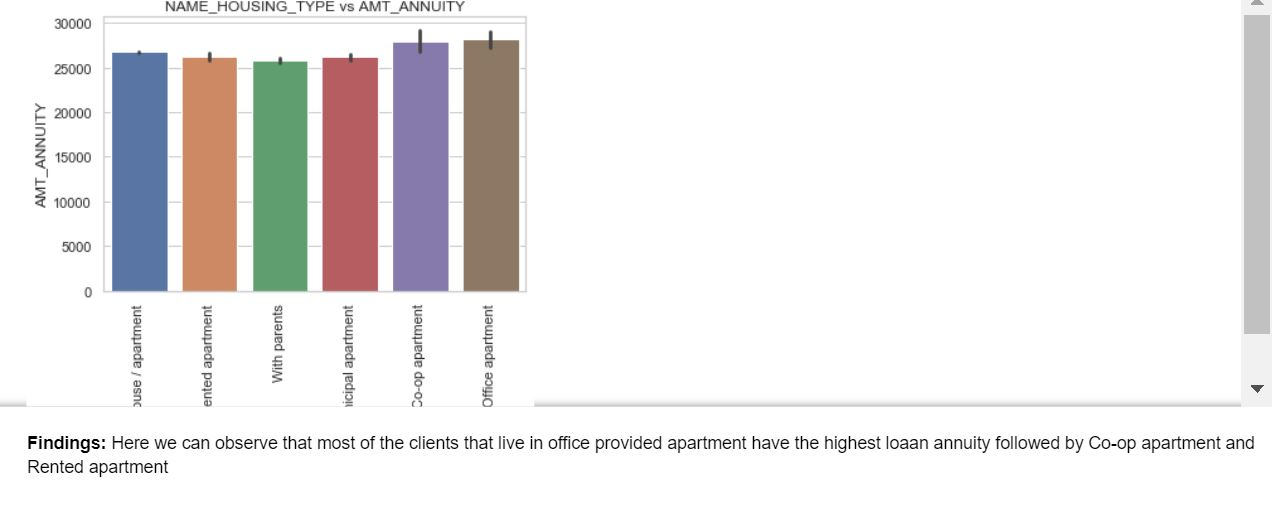 NAME_HOUSING_TYPE vs AMT_ANNUITY
30000
25000
20000
15000
10000
5000
0
AMT_ANNUITY
ouse / apartment
ented apartment
With parents
icipal apartment
Co-op apartment
Office apartment
Findings: Here we can observe that most of the clients that live in office provided apartment have the highest loaan annuity followed by Co-op apartment and
Rented apartment